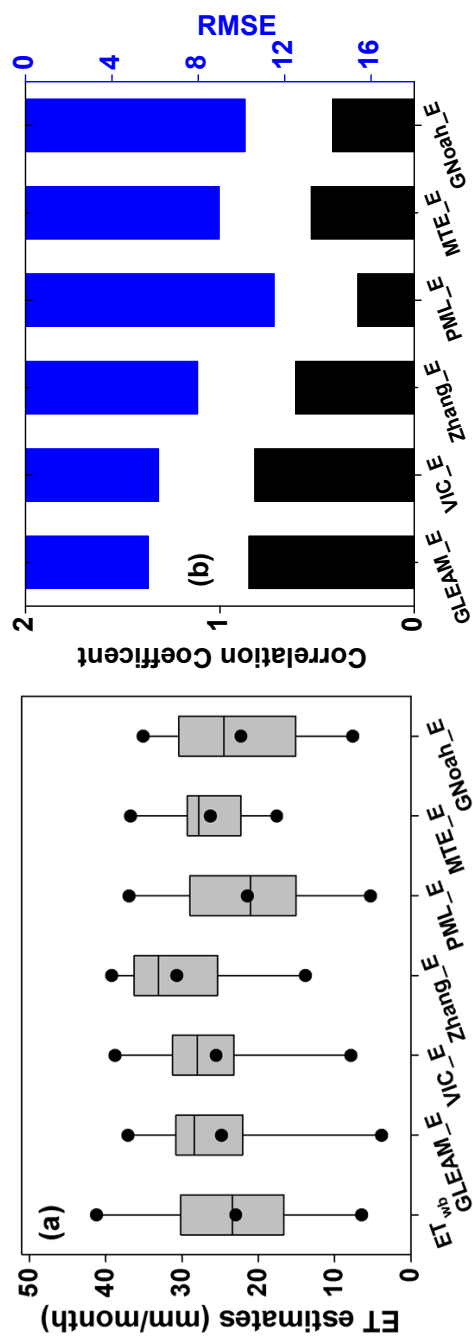 (a)
ET estimates (mm/month)
50
40
30
20
10
0
ETwb
GLEAM_E
VIC_E
Zhang_E
PML_E
MTE_E
GNoah_E
(b)
Correlation Coefficent
2
1
0
RMSE
0
4
8
12
16
GLEAM_E
VIC_E
Zhang_E
PML_E
MTE_E
GNoah_E